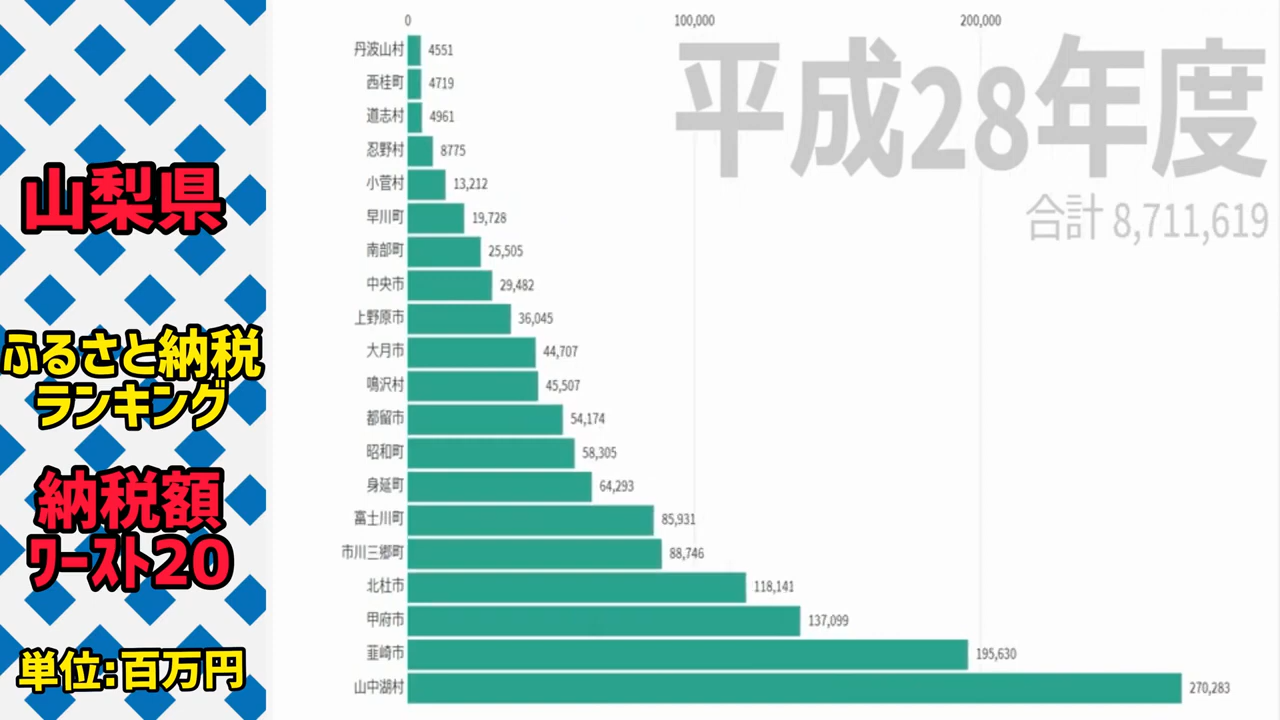 山梨県
ふるさと納税
ランキング
納税額
ﾜｰｽﾄ20
単位:百万円
0 100,000 200,000
平成28年度
合計 8,711,619
丹波山村 4551
西桂町 4719
道志村 4961
忍野村 8775
小菅村 13,212
早川町 19,728
南部町 25,505
中央市 29,482
上野原市 36,045
大月市 44,707
鳴沢村 45,507
都留市 54,174
昭和町 58,305
身延町 64,293
富士川町 85,931
市川三郷町 88,746
北杜市 118,141
甲府市 137,099
韮崎市 195,630
山中湖村 270,283